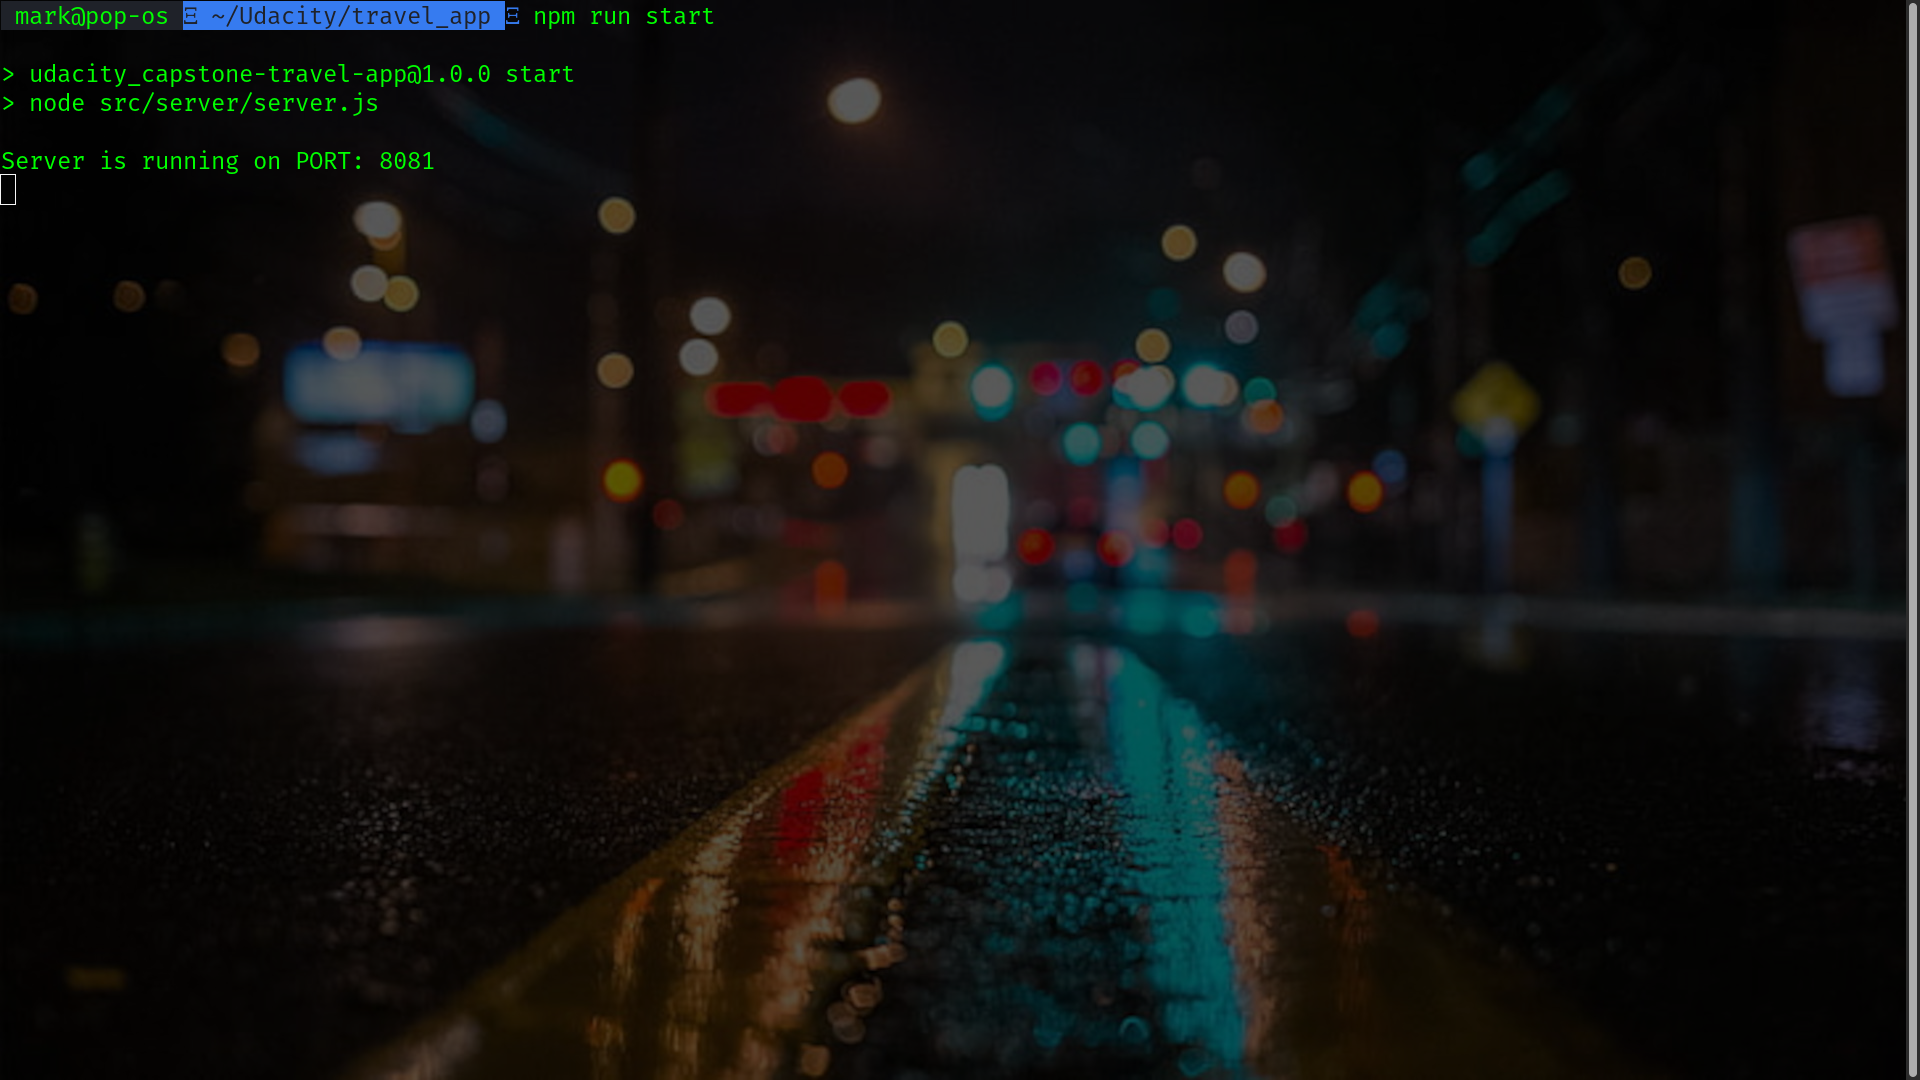 mark@pop-os Ξ ~/Udacity/travel_app Ξ npm run start
> udacity_capstone-travel-app@1.0.0 start
> node src/server/server.js
Server is running on PORT: 8081